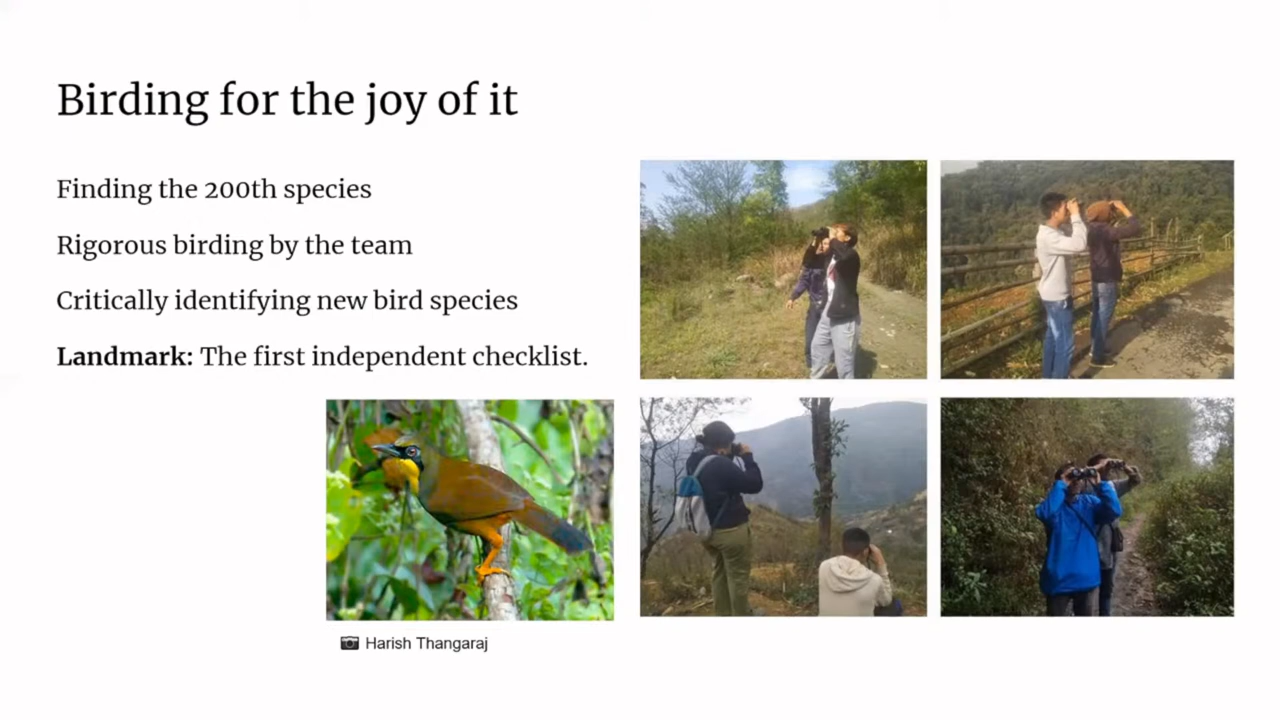 Birding for the joy of it
Finding the 200th species
Rigorous birding by the team
Critically identifying new bird species
Landmark: The first independent checklist.
Harish Thangaraj